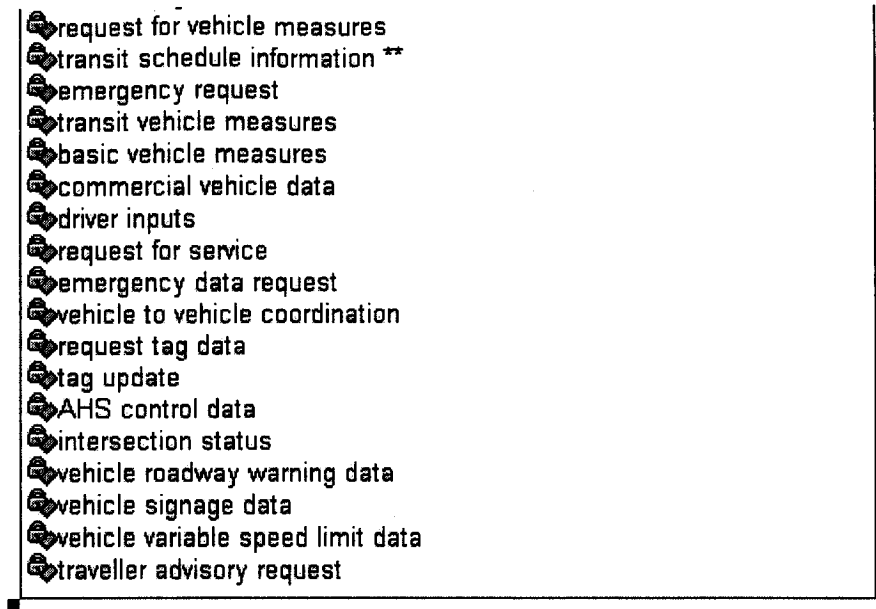 request for vehicle measures
transit schedule information **
emergency request
transit vehicle measures
basic vehicle measures
commercial vehicle data
driver inputs
request for service
emergency data request
vehicle to vehicle coordination
request tag data
tag update
AHS control data
intersection status
vehicle roadway warning data
vehicle signage data
vehicle variable speed limit data
traveller advisory request